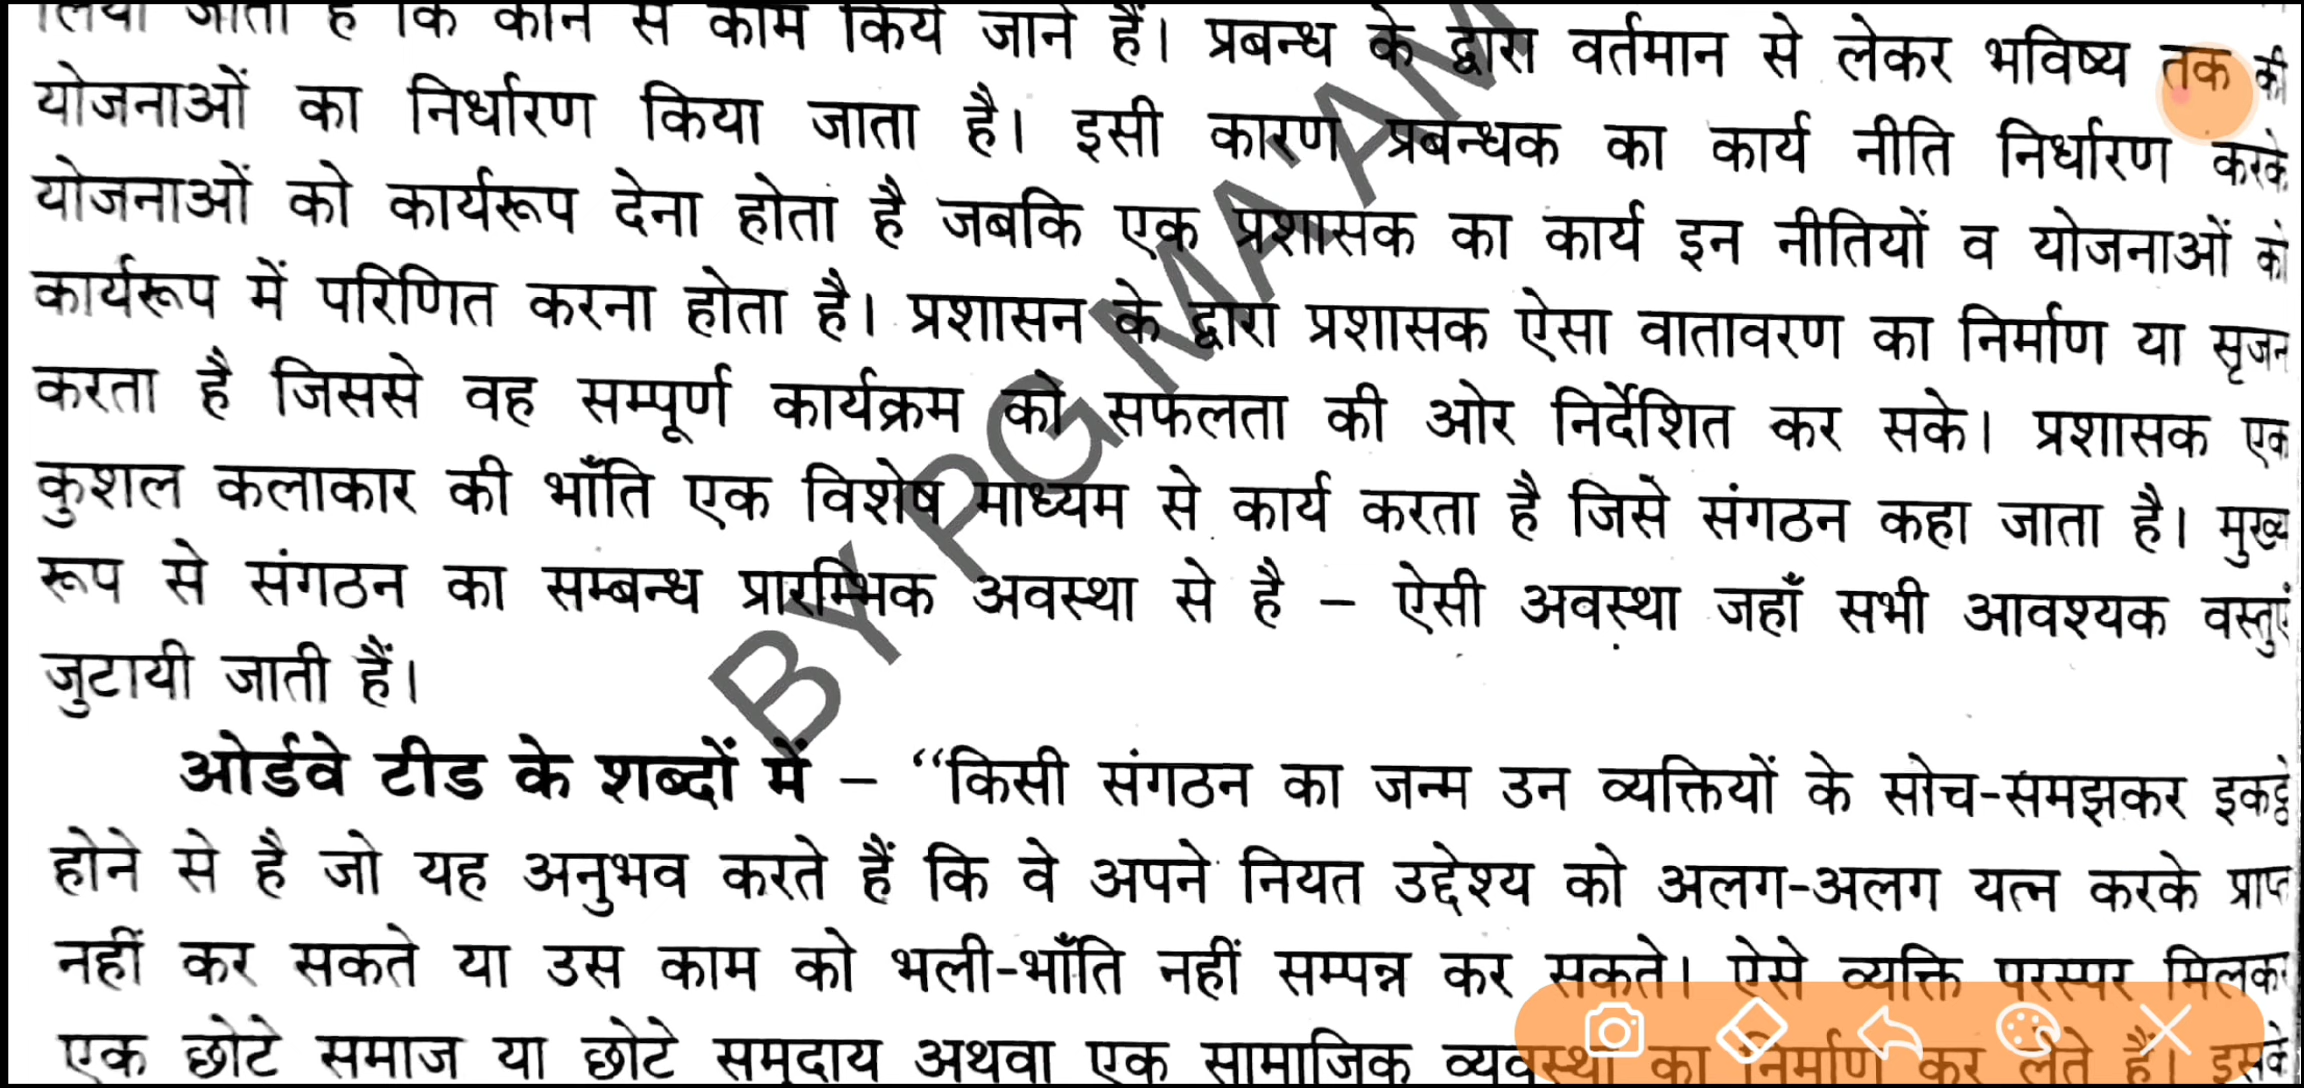 लिया जाता है कि कौन से काम किये जाने हैं। प्रबन्ध के द्वारा वर्तमान से लेकर भविष्य तक की
योजनाओं का निर्धारण किया जाता है। इसी कारण प्रबन्धक का कार्य नीति निर्धारण करके
योजनाओं को कार्यरूप देना होता है जबकि एक प्रशासक का कार्य इन नीतियों व योजनाओं को
कार्यरूप में परिणित करना होता है। प्रशासन के द्वारा प्रशासक ऐसा वातावरण का निर्माण या सृजन
करता है जिससे वह सम्पूर्ण कार्यक्रम को सफलता की ओर निर्देशित कर सके। प्रशासक एक
कुशल कलाकार की भाँति एक विशेष माध्यम से कार्य करता है जिसे संगठन कहा जाता है। मुख्य
रूप से संगठन का सम्बन्ध प्रारम्भिक अवस्था से है – ऐसी अवस्था जहाँ सभी आवश्यक वस्तुएं
जुटायी जाती हैं।
ओर्डवे टीड के शब्दों में – “किसी संगठन का जन्म उन व्यक्तियों के सोच-समझकर इकट्ठे
होने से है जो यह अनुभव करते हैं कि वे अपने नियत उद्देश्य को अलग-अलग यत्न करके प्राप्त
नहीं कर सकते या उस काम को भली-भाँति नहीं सम्पन्न कर सकते। ऐसे व्यक्ति परस्पर मिलकर
एक छोटे समाज या छोटे समुदाय अथवा एक सामाजिक व्यवस्था का निर्माण कर लेते हैं। इसके
BY PG MA'AM